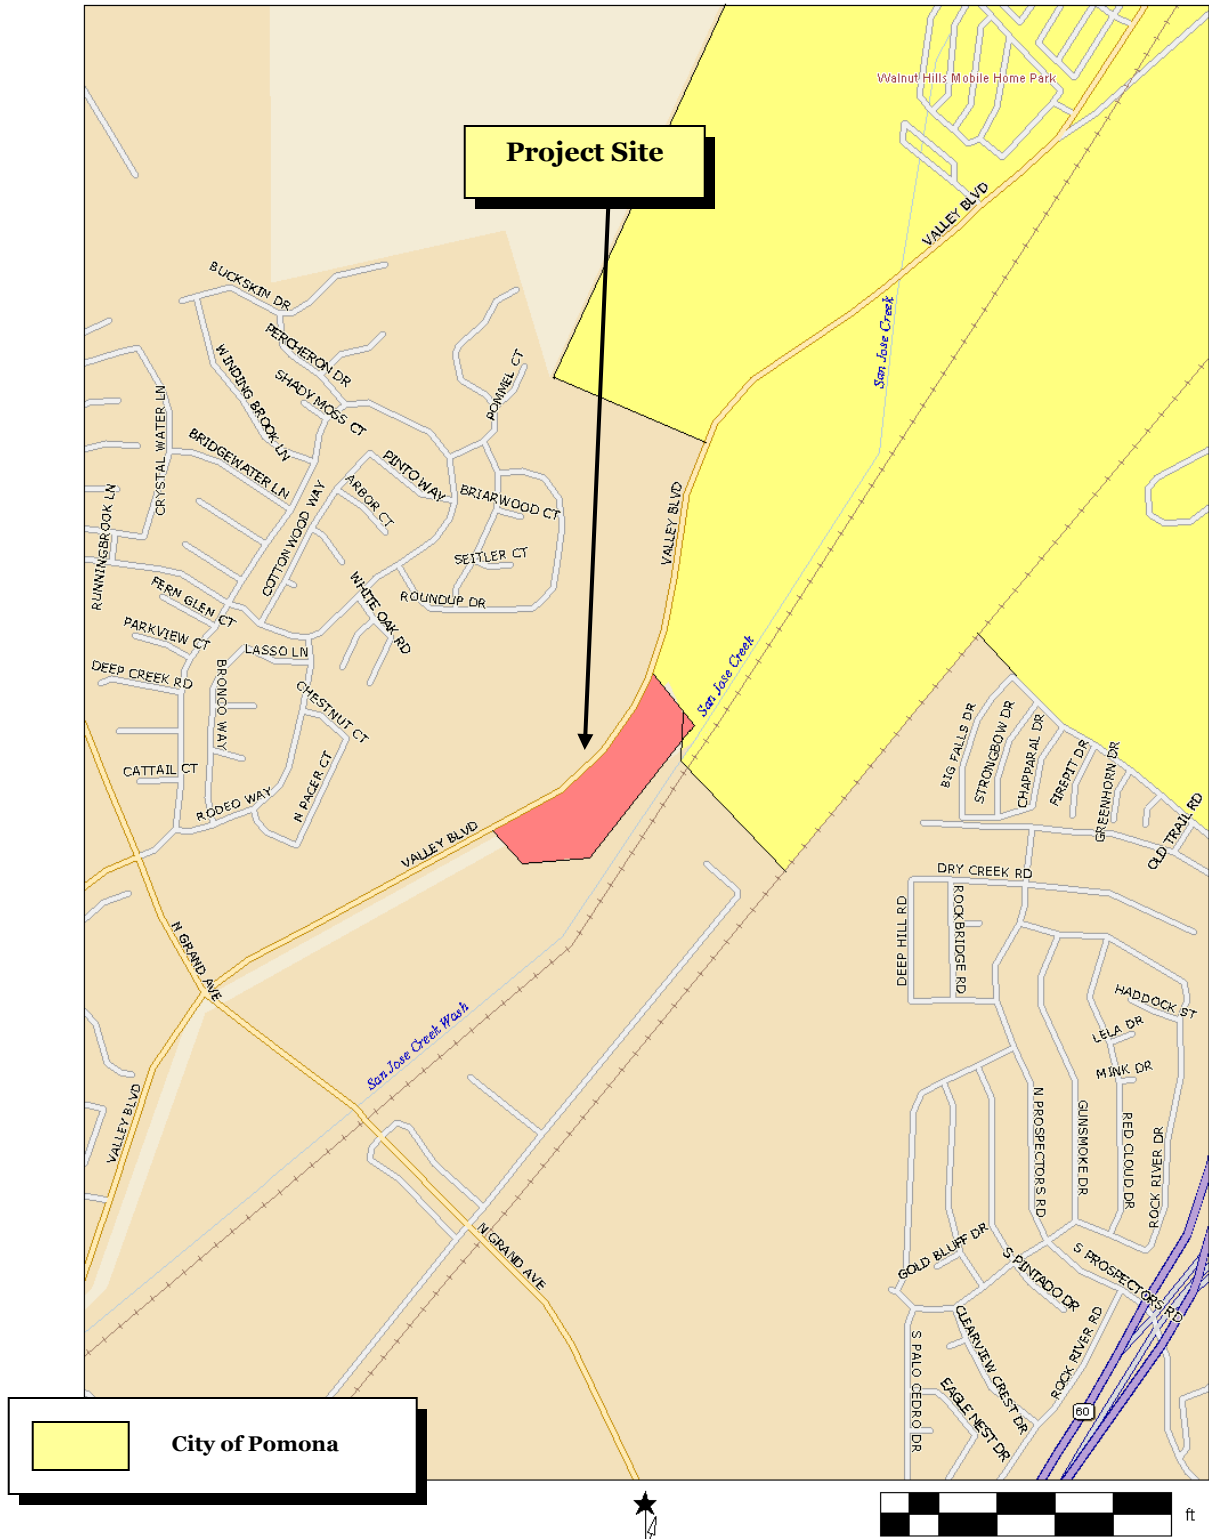 Walnut Hills Mobile Home Park
Project Site
VALLEY BLVD
San Jose Creek
BUCKSKIN DR
PERCHERON DR
WINDING BROOK LN
SHADY MOSS CT
POMMEL CT
CRYSTAL WATER LN
BRIDGEWATER LN
PINTO WAY
ARBOR CT
BRIARWOOD CT
VALLEY BLVD
RUNNINGBROOK LN
COTTON WOOD WAY
SEITLER CT
FERN GLEN CT
WHITE OAK RD
ROUNDUP DR
PARKVIEW CT
LASSO LN
DEEP CREEK RD
BRONCO WAY
CHESTNUT CT
San Jose Creek
CATTAIL CT
N PACER CT
RODEO WAY
BIG FALLS DR
STRONGBOW DR
CHAPPARAL DR
FIREPIT DR
GREENHORN DR
OLD TRAIL RD
VALLEY BLVD
DRY CREEK RD
DEEP HILL RD
ROCKBRIDGE RD
N GRAND AVE
HADDOCK ST
LELA DR
MINK DR
San Jose Creek Wash
VALLEY BLVD
N PROSPECTORS RD
GUNSMOKE DR
RED CLOUD DR
ROCK RIVER DR
N GRAND AVE
GOLD BLUFF DR
S PINTADO DR
S PROSPECTORS RD
CLEARVIEW CREST DR
ROCK RIVER RD
S PALO CEDRO DR
EAGLE NEST DR
60
City of Pomona
ft